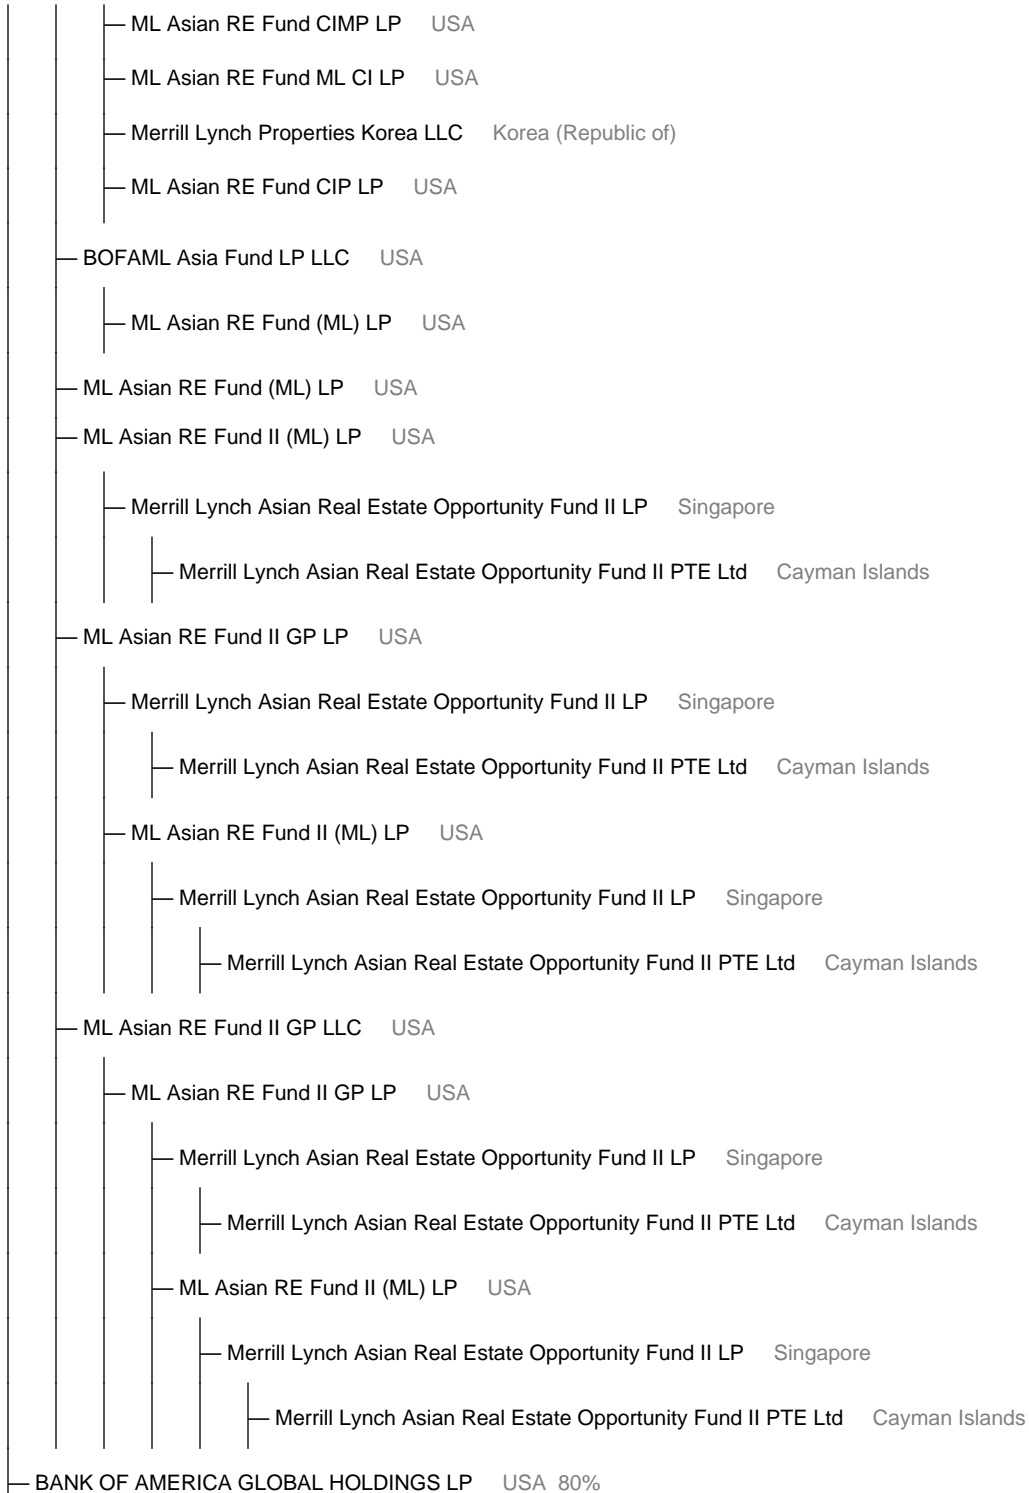 ML Asian RE Fund CIMP LP USA
ML Asian RE Fund ML CI LP USA
Merrill Lynch Properties Korea LLC Korea (Republic of)
ML Asian RE Fund CIP LP USA
BOFAML Asia Fund LP LLC USA
ML Asian RE Fund (ML) LP USA
ML Asian RE Fund (ML) LP USA
ML Asian RE Fund II (ML) LP USA
Merrill Lynch Asian Real Estate Opportunity Fund II LP Singapore
Merrill Lynch Asian Real Estate Opportunity Fund II PTE Ltd Cayman Islands
ML Asian RE Fund II GP LP USA
Merrill Lynch Asian Real Estate Opportunity Fund II LP Singapore
Merrill Lynch Asian Real Estate Opportunity Fund II PTE Ltd Cayman Islands
ML Asian RE Fund II (ML) LP USA
Merrill Lynch Asian Real Estate Opportunity Fund II LP Singapore
Merrill Lynch Asian Real Estate Opportunity Fund II PTE Ltd Cayman Islands
ML Asian RE Fund II GP LLC USA
ML Asian RE Fund II GP LP USA
Merrill Lynch Asian Real Estate Opportunity Fund II LP Singapore
Merrill Lynch Asian Real Estate Opportunity Fund II PTE Ltd Cayman Islands
ML Asian RE Fund II (ML) LP USA
Merrill Lynch Asian Real Estate Opportunity Fund II LP Singapore
Merrill Lynch Asian Real Estate Opportunity Fund II PTE Ltd Cayman Islands
BANK OF AMERICA GLOBAL HOLDINGS LP USA 80%